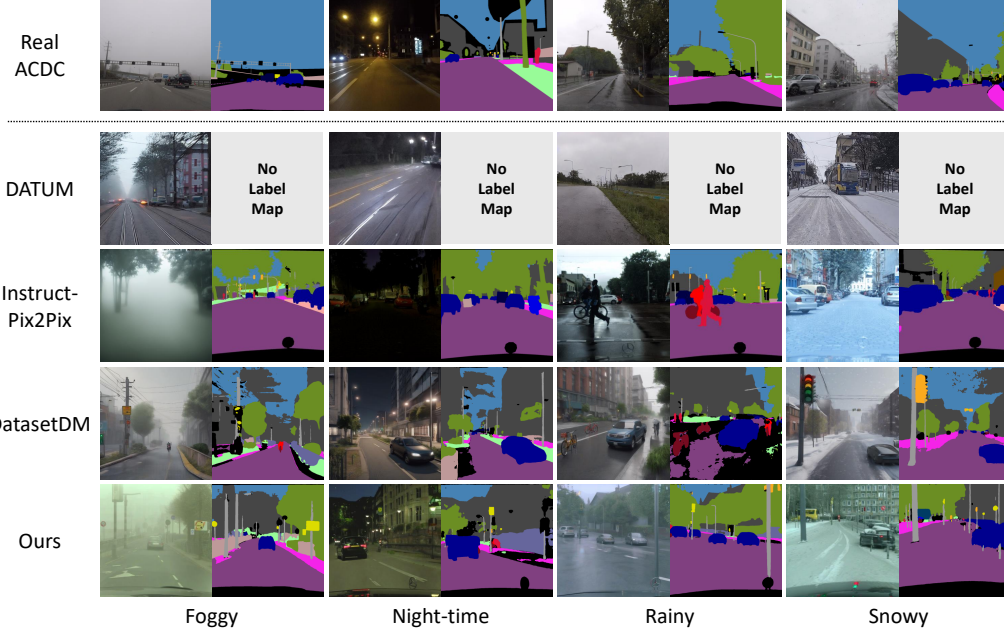 Real
ACDC
DATUM
No
Label
Map
No
Label
Map
No
Label
Map
No
Label
Map
Instruct-
Pix2Pix
DatasetDM
Ours
Foggy
Night-time
Rainy
Snowy